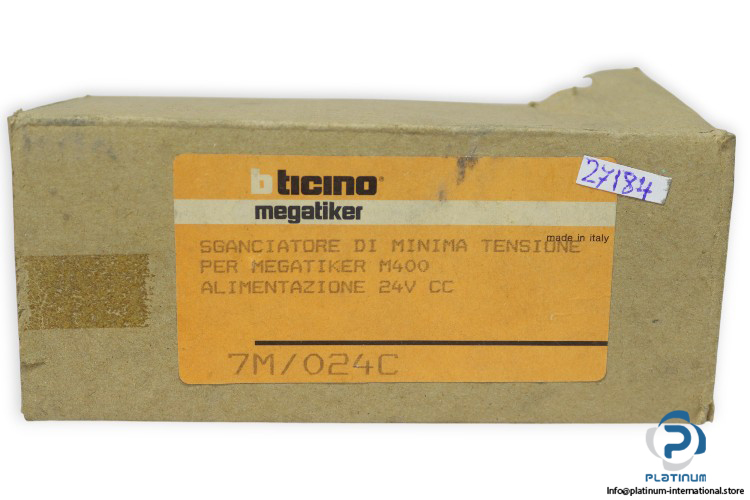 bticino
megatiker
27184
made in italy
SGANCIATORE DI MINIMA TENSIONE
PER MEGATIKER M400
ALIMENTAZIONE 24V CC
7M/024C
PLATINUM
Info@platinum-international.store